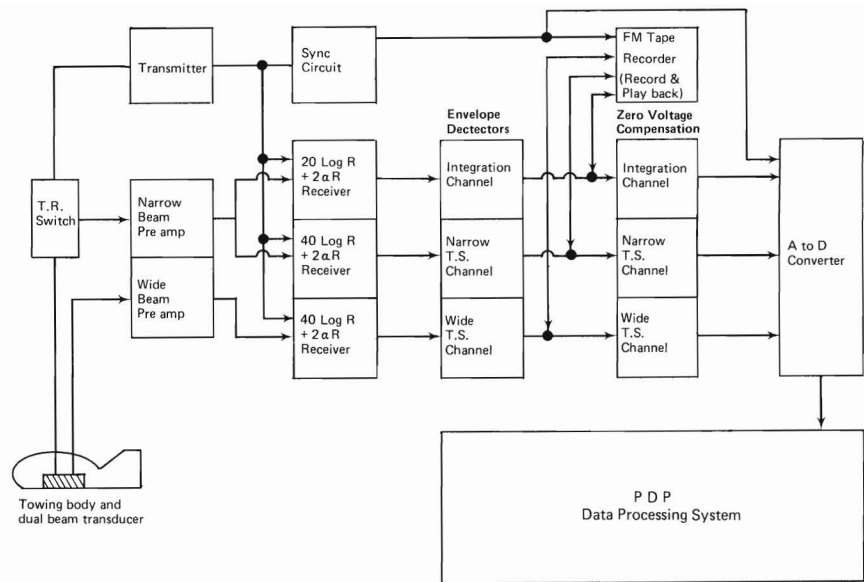 Transmitter
Sync
Circuit
FM Tape
Recorder
(Record &
Play back)
Envelope
Dectectors
Zero Voltage
Compensation
T.R.
Switch
Narrow
Beam
Pre amp
Wide
Beam
Pre amp
20 Log R
+ 2αR
Receiver
40 Log R
+ 2αR
Receiver
40 Log R
+ 2αR
Receiver
Integration
Channel
Narrow
T.S.
Channel
Wide
T.S.
Channel
Integration
Channel
Narrow
T.S.
Channel
Wide
T.S.
Channel
A to D
Converter
Towing body and
dual beam transducer
P D P
Data Processing System